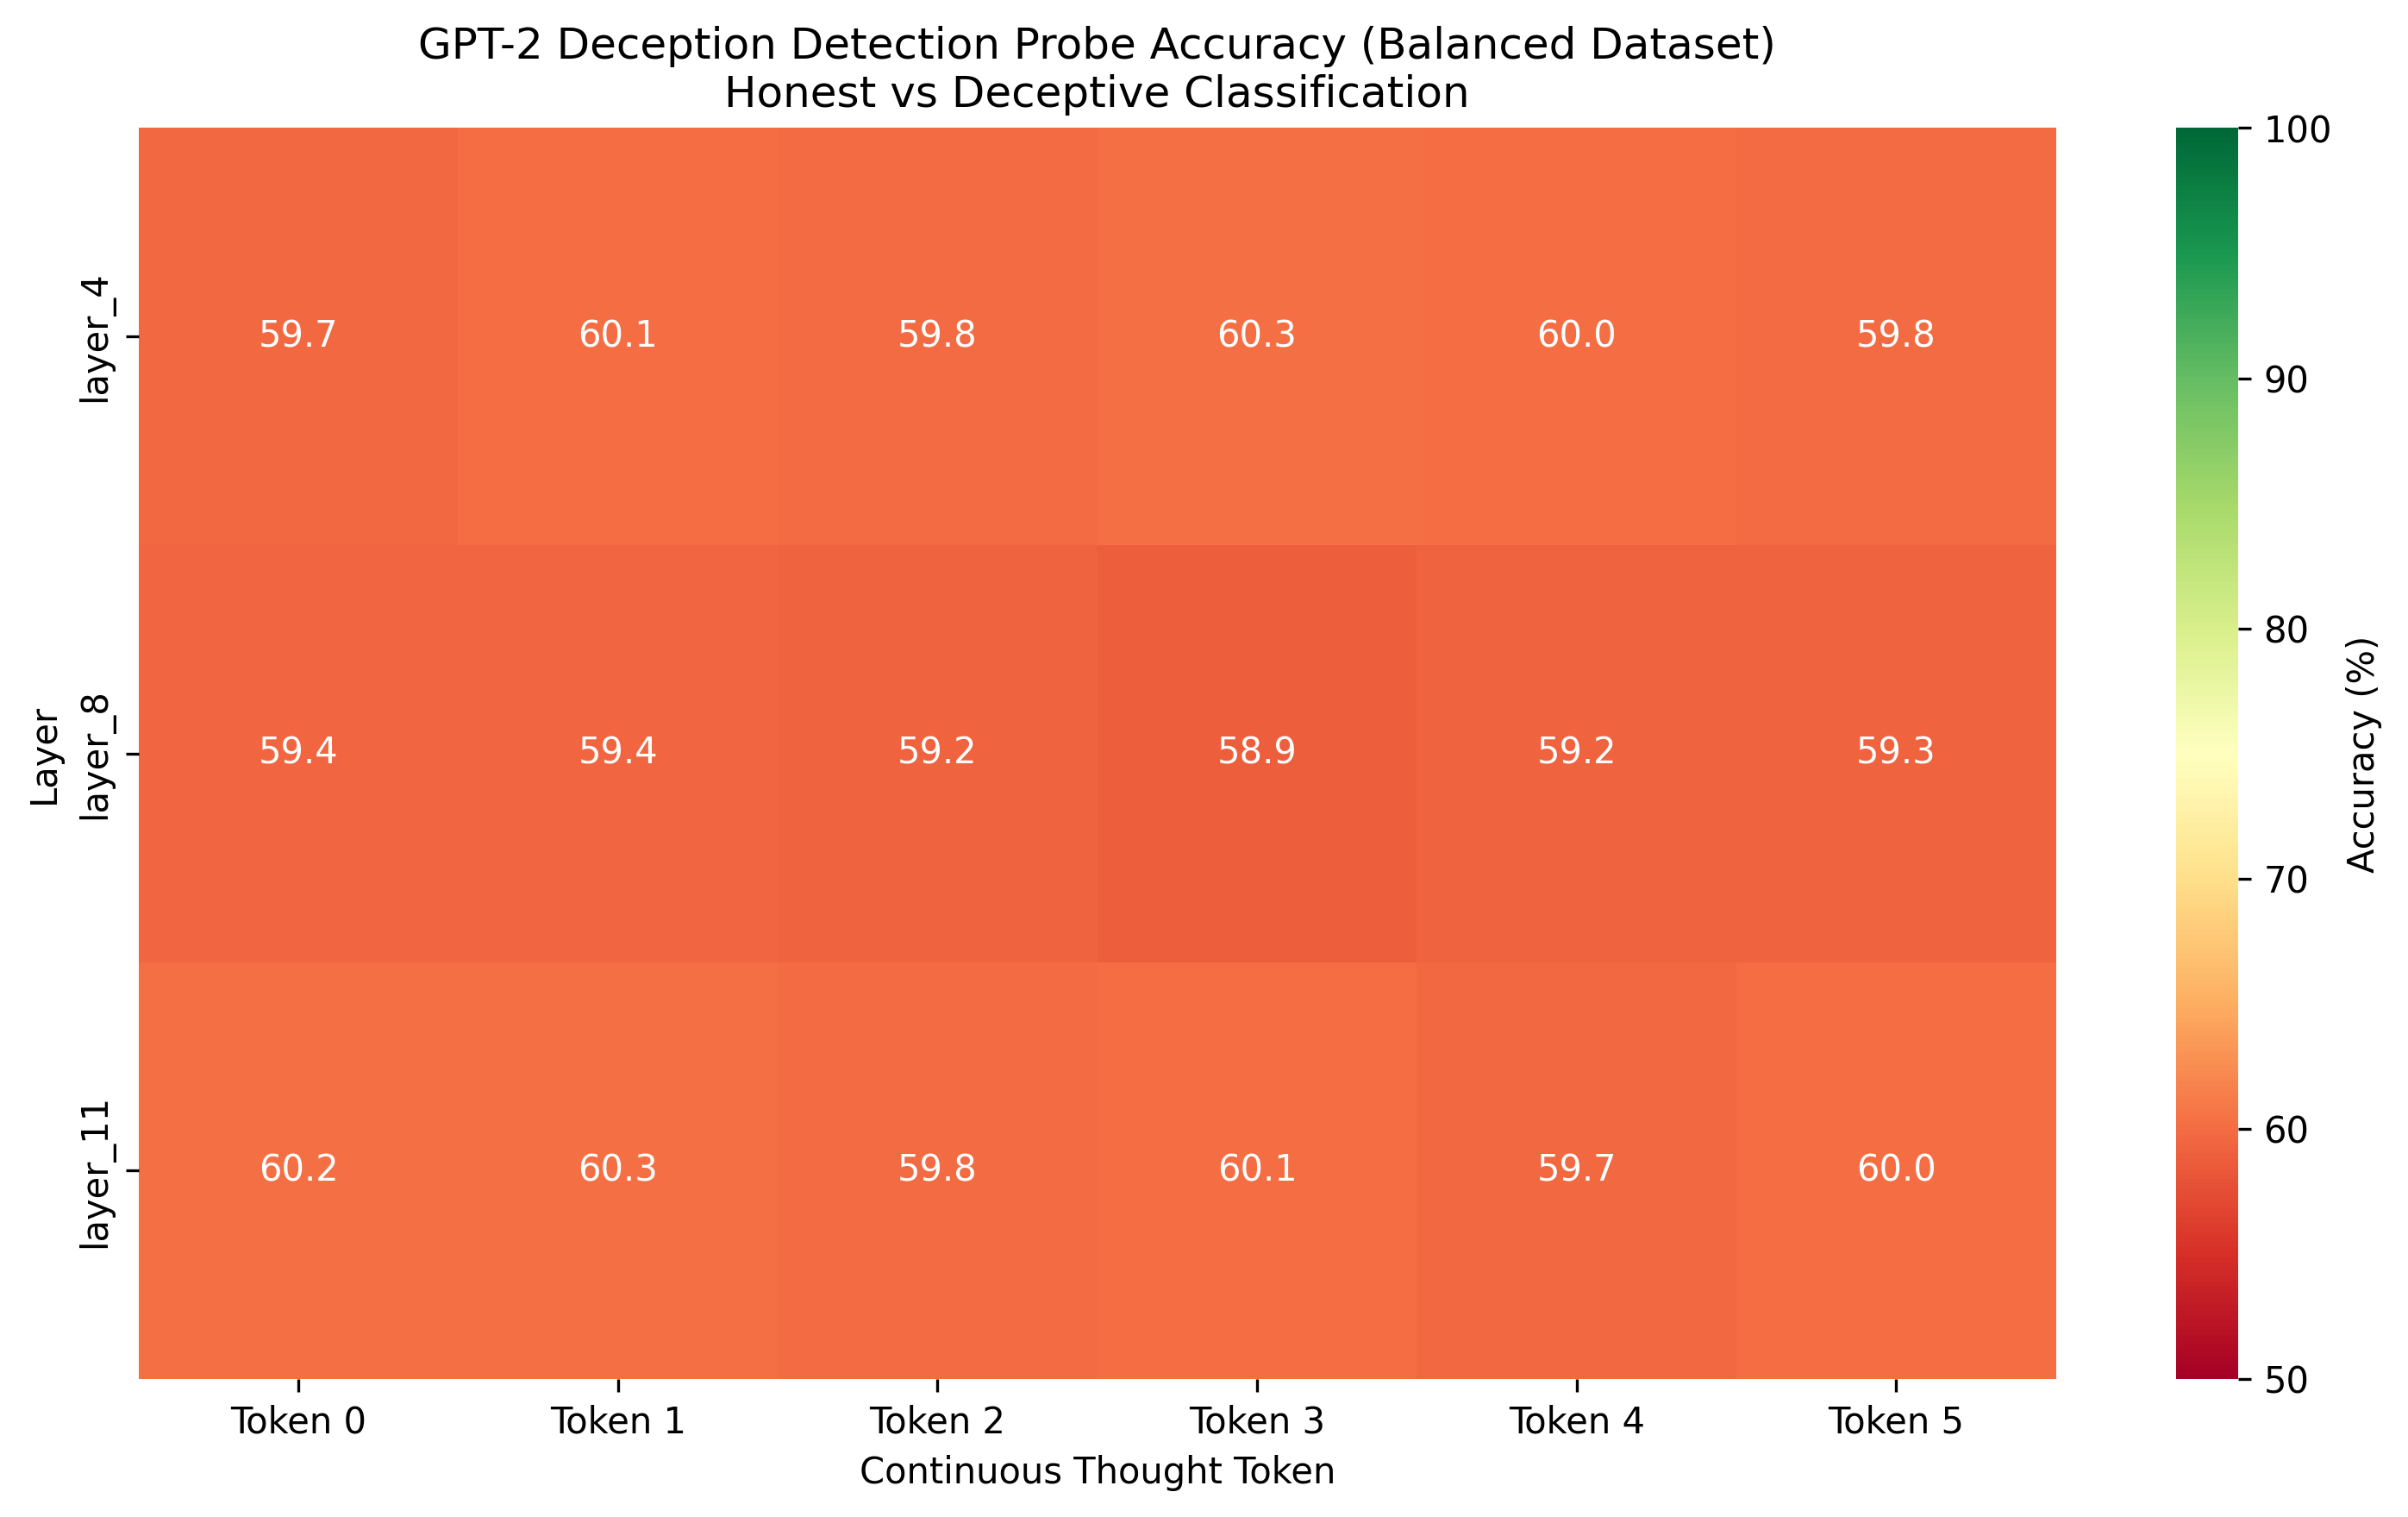 GPT-2 Deception Detection Probe Accuracy (Balanced Dataset)
Honest vs Deceptive Classification
Layer
layer_4
59.7 60.1 59.8 60.3 60.0 59.8
layer_8
59.4 59.4 59.2 58.9 59.2 59.3
layer_11
60.2 60.3 59.8 60.1 59.7 60.0
Token 0 Token 1 Token 2 Token 3 Token 4 Token 5
Continuous Thought Token
100
90
80
70
60
50
Accuracy (%)